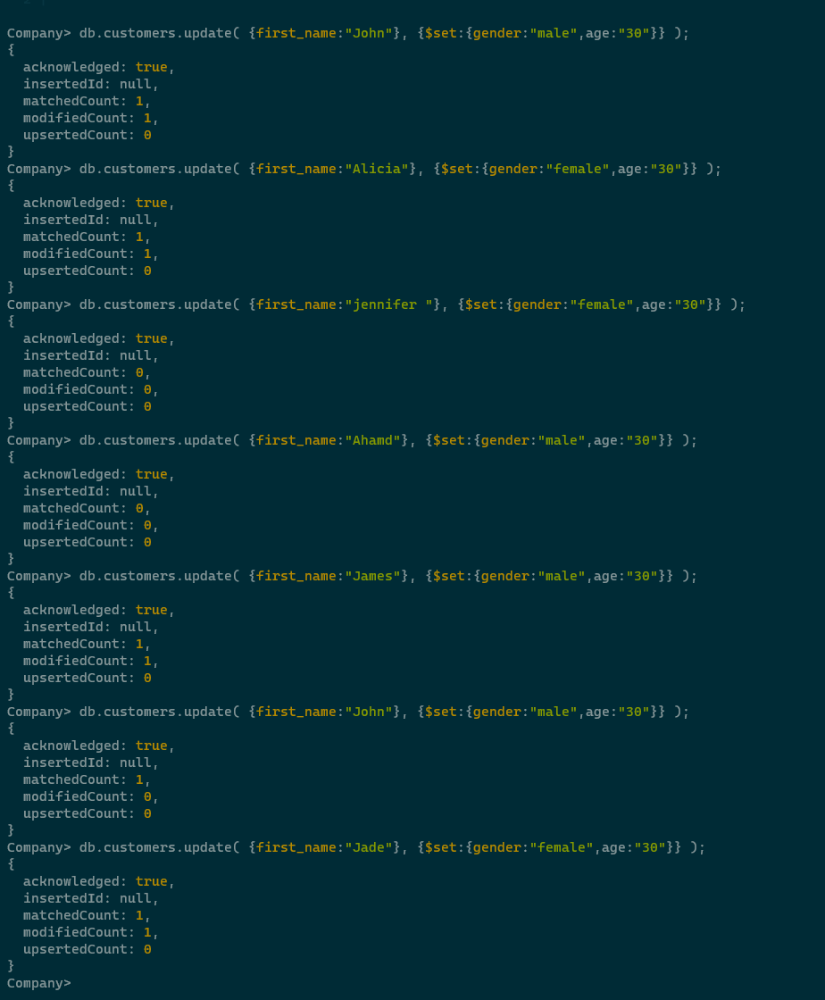 Company> db.customers.update( {first_name:"John"}, {$set:{gender:"male",age:"30"}} );
{
  acknowledged: true,
  insertedId: null,
  matchedCount: 1,
  modifiedCount: 1,
  upsertedCount: 0
}
Company> db.customers.update( {first_name:"Alicia"}, {$set:{gender:"female",age:"30"}} );
{
  acknowledged: true,
  insertedId: null,
  matchedCount: 1,
  modifiedCount: 1,
  upsertedCount: 0
}
Company> db.customers.update( {first_name:"jennifer "}, {$set:{gender:"female",age:"30"}} );
{
  acknowledged: true,
  insertedId: null,
  matchedCount: 0,
  modifiedCount: 0,
  upsertedCount: 0
}
Company> db.customers.update( {first_name:"Ahamd"}, {$set:{gender:"male",age:"30"}} );
{
  acknowledged: true,
  insertedId: null,
  matchedCount: 0,
  modifiedCount: 0,
  upsertedCount: 0
}
Company> db.customers.update( {first_name:"James"}, {$set:{gender:"male",age:"30"}} );
{
  acknowledged: true,
  insertedId: null,
  matchedCount: 1,
  modifiedCount: 1,
  upsertedCount: 0
}
Company> db.customers.update( {first_name:"John"}, {$set:{gender:"male",age:"30"}} );
{
  acknowledged: true,
  insertedId: null,
  matchedCount: 1,
  modifiedCount: 0,
  upsertedCount: 0
}
Company> db.customers.update( {first_name:"Jade"}, {$set:{gender:"female",age:"30"}} );
{
  acknowledged: true,
  insertedId: null,
  matchedCount: 1,
  modifiedCount: 1,
  upsertedCount: 0
}
Company>